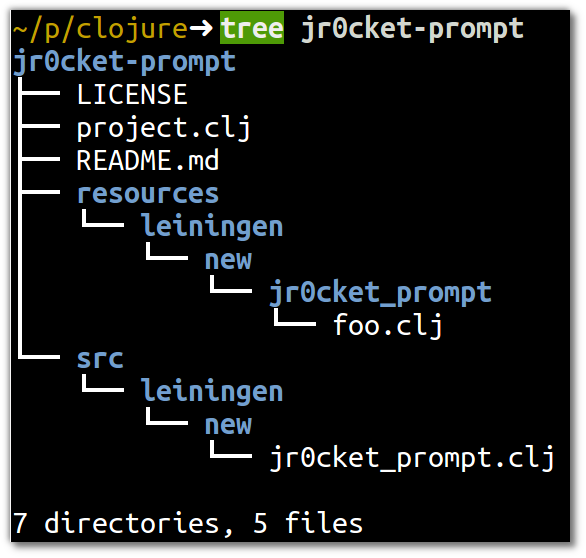 ~/p/clojure➜ tree jr0cket-prompt
jr0cket-prompt
├── LICENSE
├── project.clj
├── README.md
├── resources
│   └── leiningen
│       └── new
│           └── jr0cket_prompt
│               └── foo.clj
└── src
    └── leiningen
        └── new
            └── jr0cket_prompt.clj

7 directories, 5 files